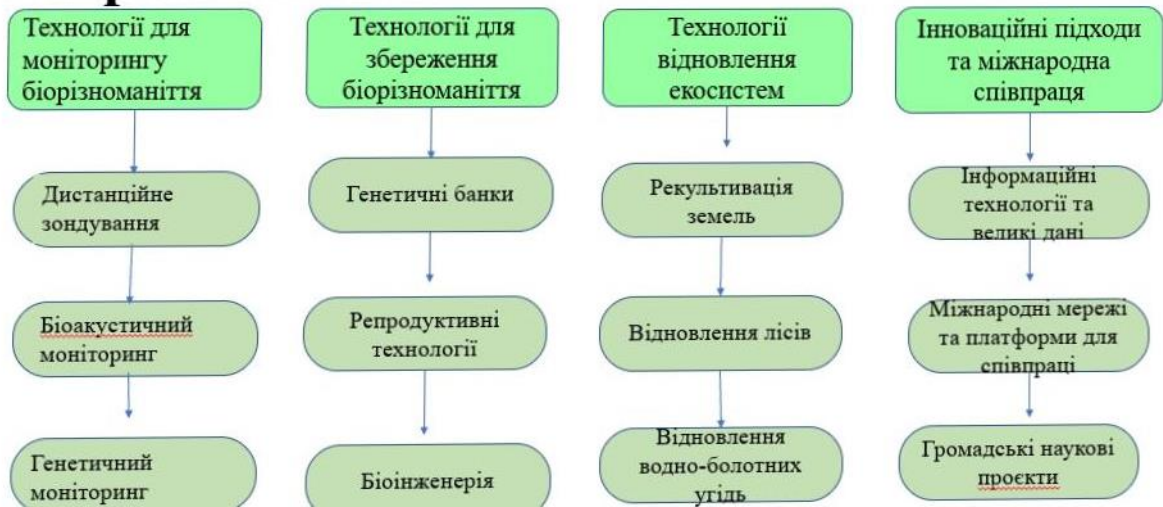 Технології для
моніторингу
біорізноманіття
Дистанційне
зондування
Біоакустичний
моніторинг
Генетичний
моніторинг
Технології для
збереження
біорізноманіття
Генетичні банки
Репродуктивні
технології
Біоінженерія
Технології
відновлення
екосистем
Рекультивація
земель
Відновлення лісів
Відновлення
водно-болотних
угідь
Інноваційні підходи
та міжнародна
співпраця
Інформаційні
технології та
великі дані
Міжнародні мережі
та платформи для
співпраці
Громадські наукові
проєкти